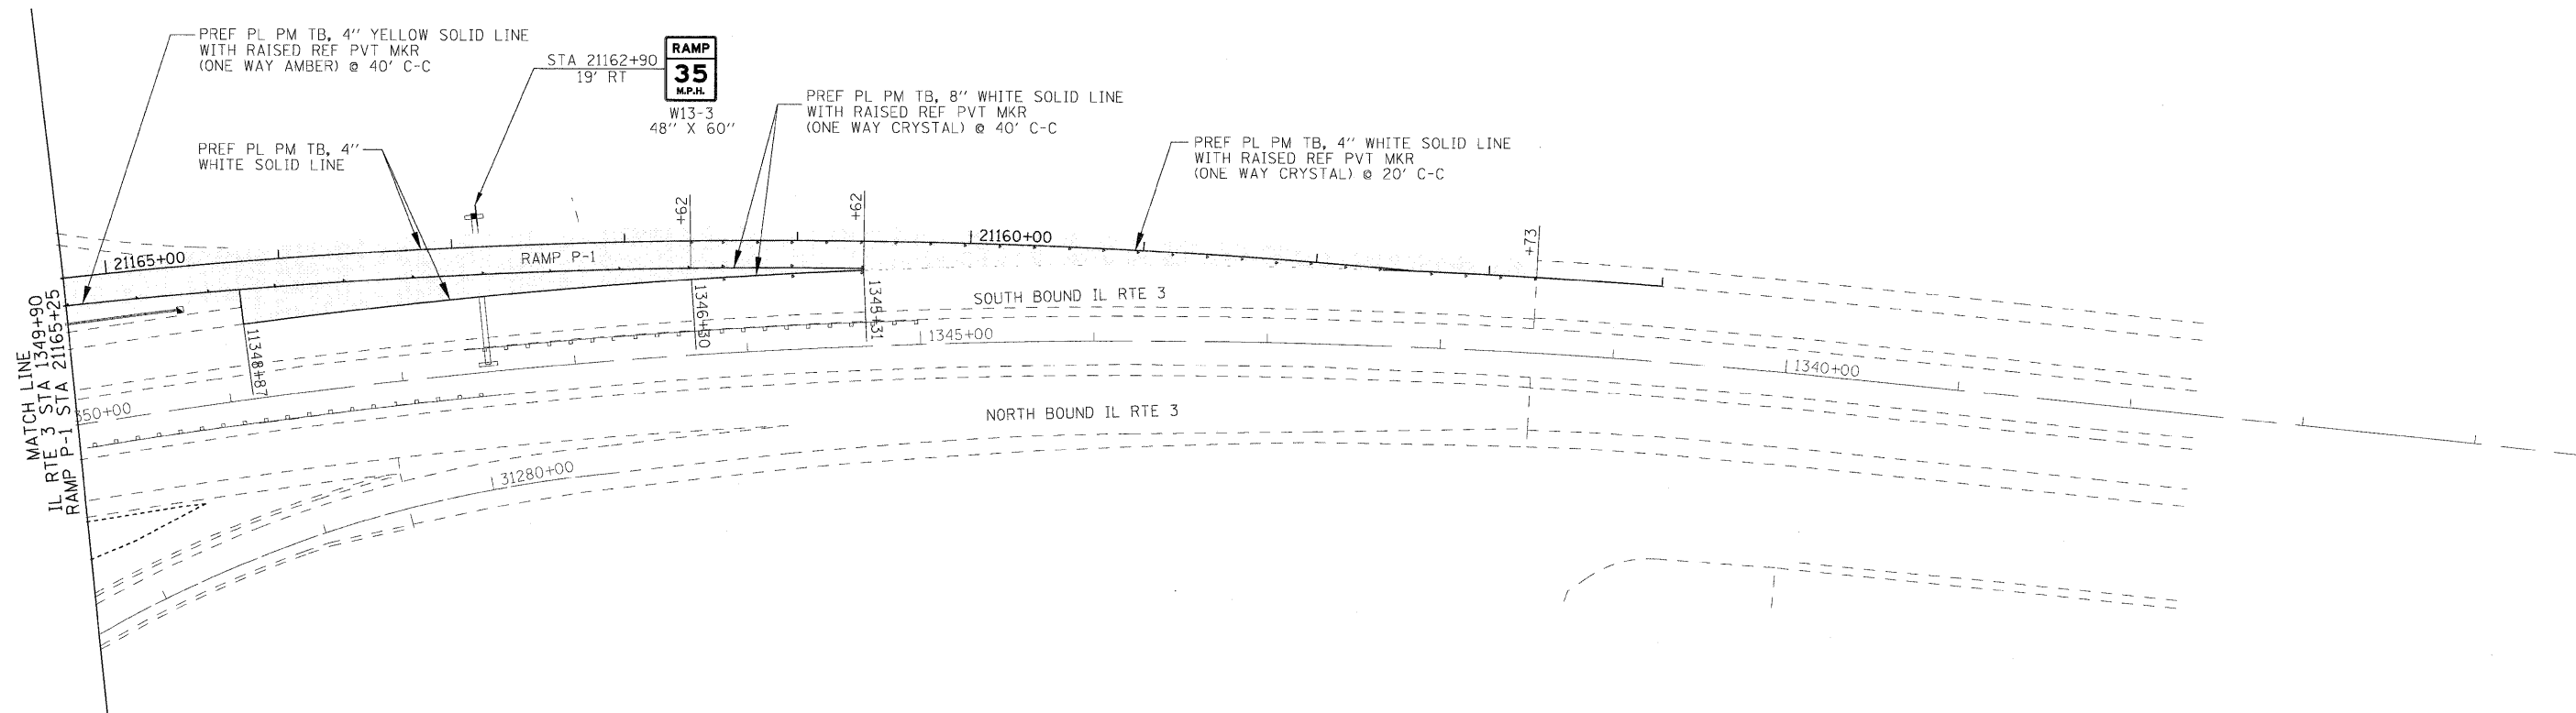 PREF PL PM TB, 4" YELLOW SOLID LINE
WITH RAISED REF PVT MKR
(ONE WAY AMBER) @ 40' C-C
STA 21162+90
19' RT
RAMP
35
M.P.H.
W13-3
48" X 60"
PREF PL PM TB, 8" WHITE SOLID LINE
WITH RAISED REF PVT MKR
(ONE WAY CRYSTAL) @ 40' C-C
PREF PL PM TB, 4" WHITE SOLID LINE
WITH RAISED REF PVT MKR
(ONE WAY CRYSTAL) @ 20' C-C
PREF PL PM TB, 4"
WHITE SOLID LINE
+62
+62
+73
21165+00
RAMP P-1
21160+00
SOUTH BOUND IL RTE 3
1348+87
1346+30
1345+31
1345+00
1340+00
MATCH LINE
IL RTE 3 STA 1349+90
RAMP P-1 STA 21165+25
350+00
NORTH BOUND IL RTE 3
31280+00